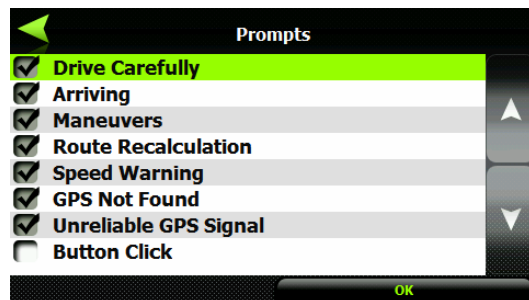 Prompts
Drive Carefully
Arriving
Maneuvers
Route Recalculation
Speed Warning
GPS Not Found
Unreliable GPS Signal
Button Click
OK